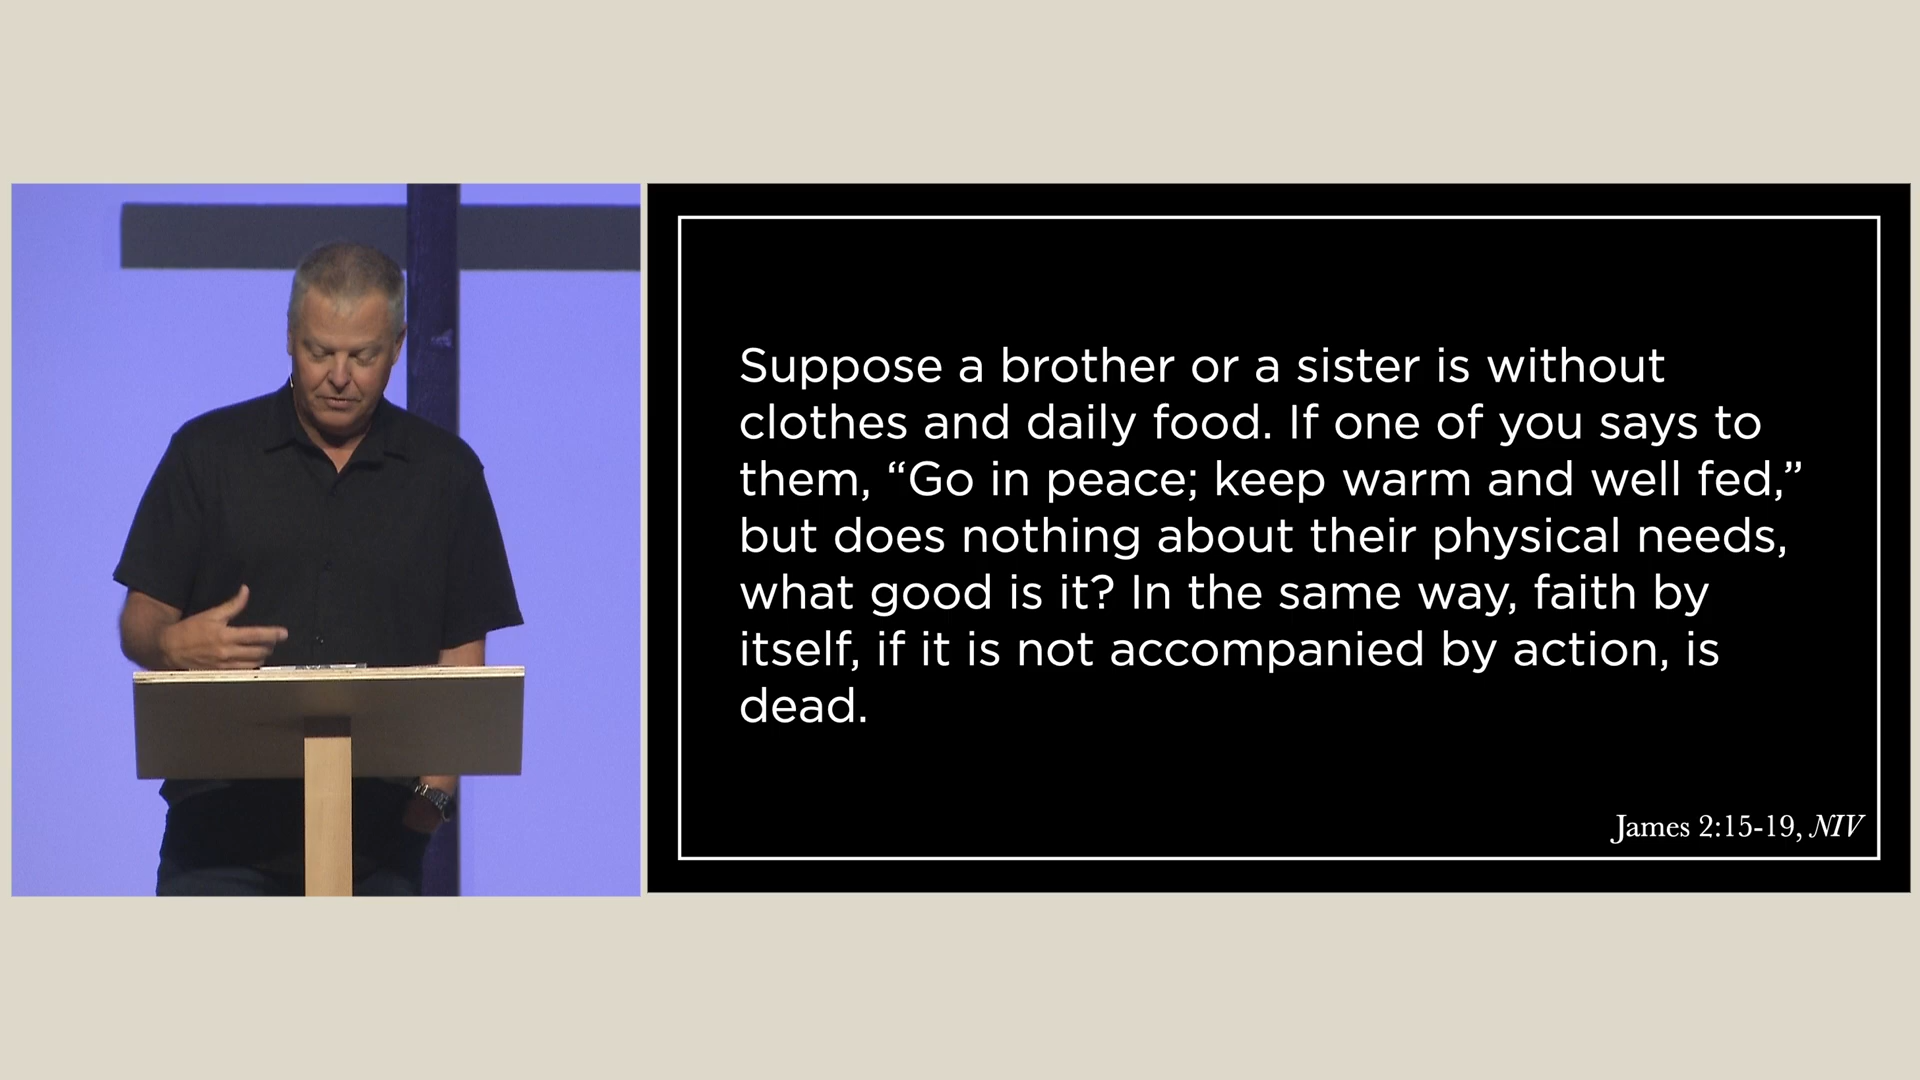 Suppose a brother or a sister is without
clothes and daily food. If one of you says to
them, “Go in peace; keep warm and well fed,”
but does nothing about their physical needs,
what good is it? In the same way, faith by
itself, if it is not accompanied by action, is
dead.
James 2:15-19, NIV